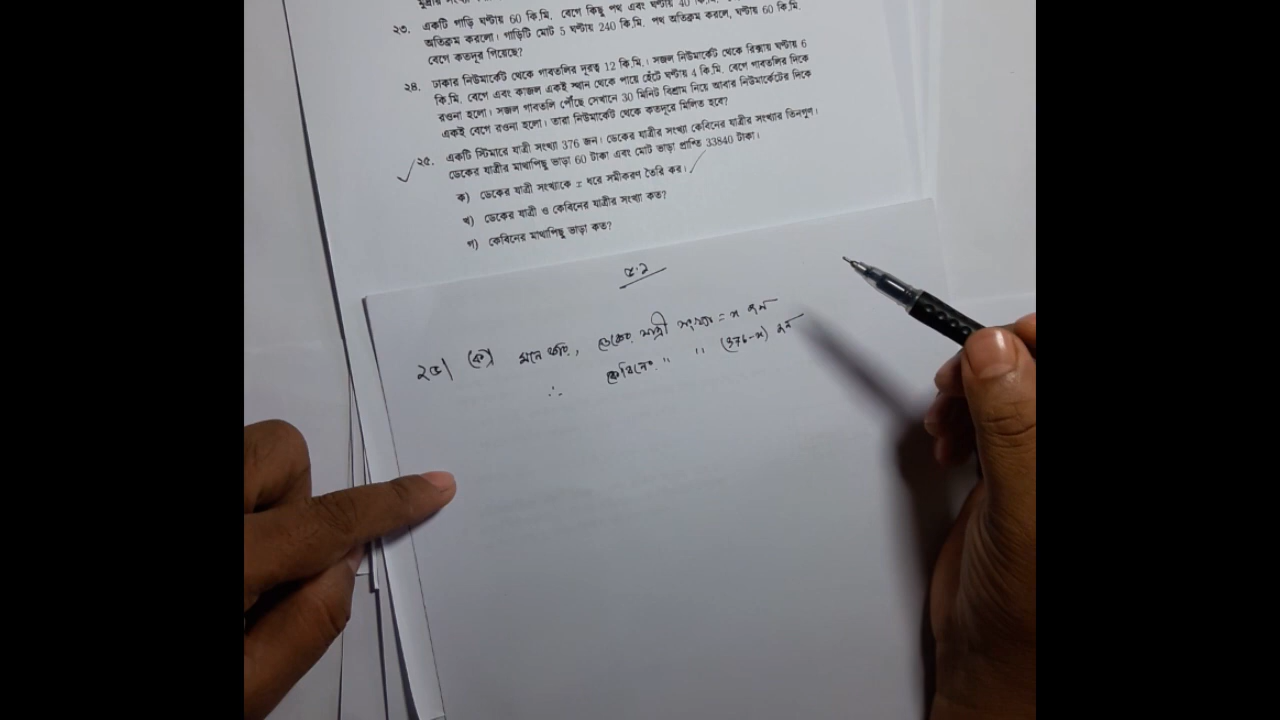 ২৩. একটি গাড়ি ঘণ্টায় 60 কি.মি. বেগে কিছু পথ এবং ঘণ্টায় 40 কি.মি.
অতিক্রম করলো। গাড়িটি মোট 5 ঘণ্টায় 240 কি.মি. পথ অতিক্রম করলে, ঘণ্টায় 60 কি.মি.
বেগে কতদূর গিয়েছে?
২৪. ঢাকার নিউমার্কেট থেকে গাবতলির দূরত্ব 12 কি.মি.। সজল নিউমার্কেট থেকে রিক্সায় ঘণ্টায় 6
কি.মি. বেগে এবং কাজল একই স্থান থেকে পায়ে হেঁটে ঘণ্টায় 4 কি.মি. বেগে গাবতলির দিকে
রওনা হলো। সজল গাবতলি পৌঁছে সেখানে 30 মিনিট বিশ্রাম নিয়ে আবার নিউমার্কেটের দিকে
একই বেগে রওনা হলো। তারা নিউমার্কেট থেকে কতদূরে মিলিত হবে?
২৫. একটি স্টিমারে যাত্রী সংখ্যা 376 জন। ডেকের যাত্রীর সংখ্যা কেবিনের যাত্রীর সংখ্যার তিনগুণ।
ডেকের যাত্রীর মাথাপিছু ভাড়া 60 টাকা এবং মোট ভাড়া প্রাপ্তি 33840 টাকা।
ক) ডেকের যাত্রী সংখ্যাকে x ধরে সমীকরণ তৈরি কর।
খ) ডেকের যাত্রী ও কেবিনের যাত্রীর সংখ্যা কত?
গ) কেবিনের মাথাপিছু ভাড়া কত?
৫.২
২৫। (ক) মনে করি, ডেকের যাত্রী সংখ্যা = x জন
∴ কেবিনের " " (376-x) জন